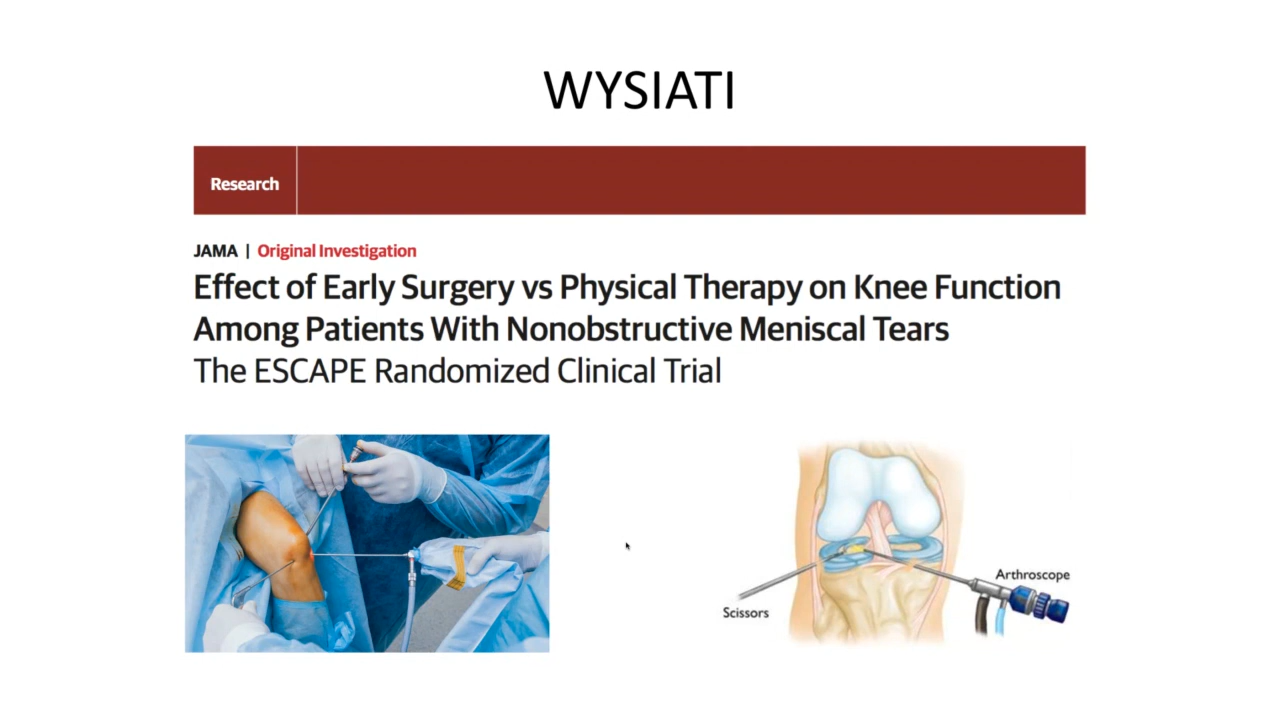 WYSIATI
Research
JAMA | Original Investigation
Effect of Early Surgery vs Physical Therapy on Knee Function
Among Patients With Nonobstructive Meniscal Tears
The ESCAPE Randomized Clinical Trial
Arthroscope
Scissors